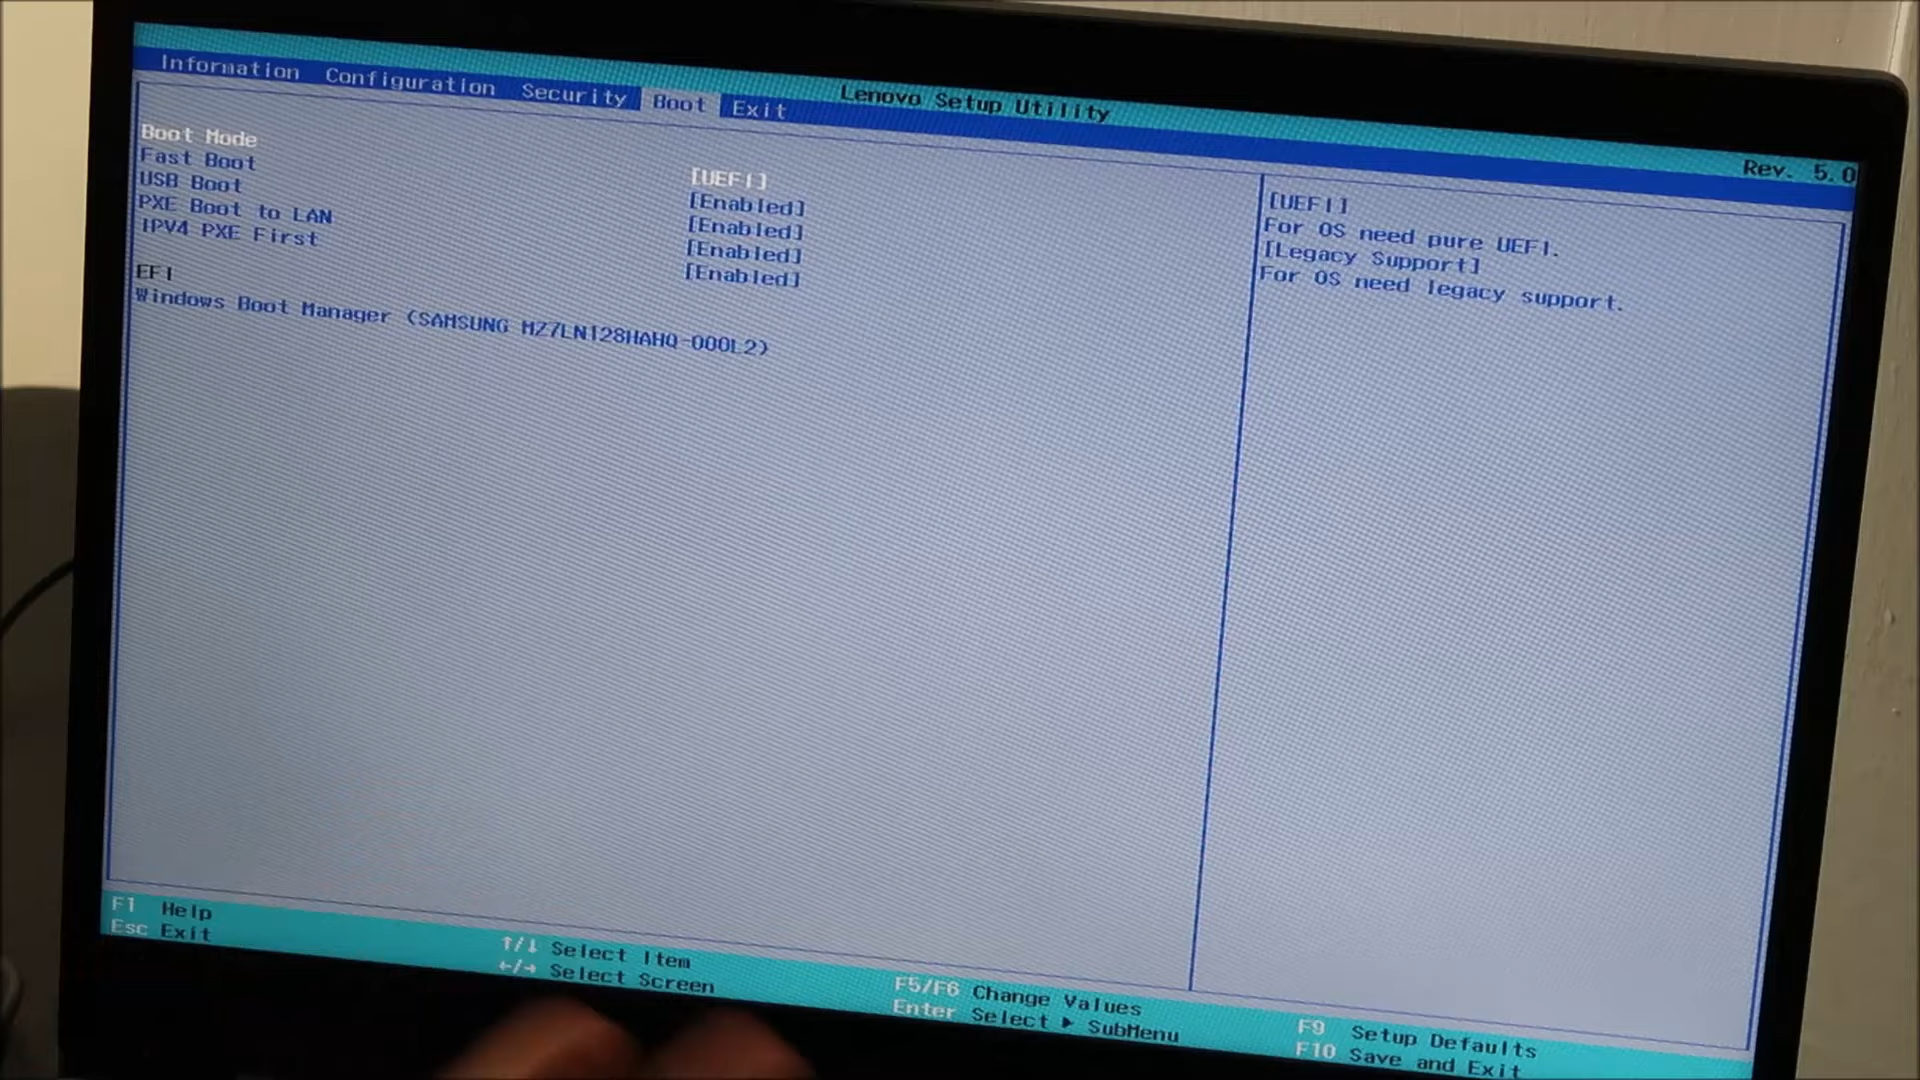 Lenovo Setup Utility
Rev. 5.0
Information Configuration Security Boot Exit
Boot Mode [UEFI]
Fast Boot [Enabled]
USB Boot [Enabled]
PXE Boot to LAN [Enabled]
IPV4 PXE First [Enabled]
EFI
Windows Boot Manager (SAMSUNG MZ7LN128HAHQ-000L2)
[UEFI]
For OS need pure UEFI.
[Legacy Support]
For OS need legacy support.
F1 Help ↑/↓ Select Item F5/F6 Change Values F9 Setup Defaults
Esc Exit ←/→ Select Screen Enter Select ▶ SubMenu F10 Save and Exit